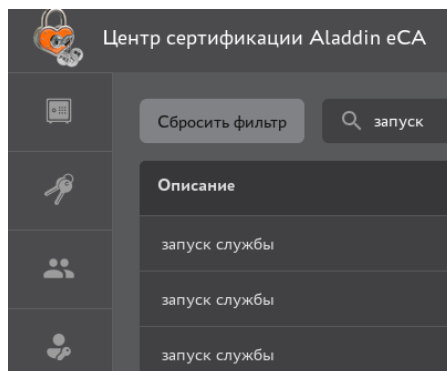 Центр сертификации Aladdin eCA
Сбросить фильтр
запуск
Описание
запуск службы
запуск службы
запуск службы